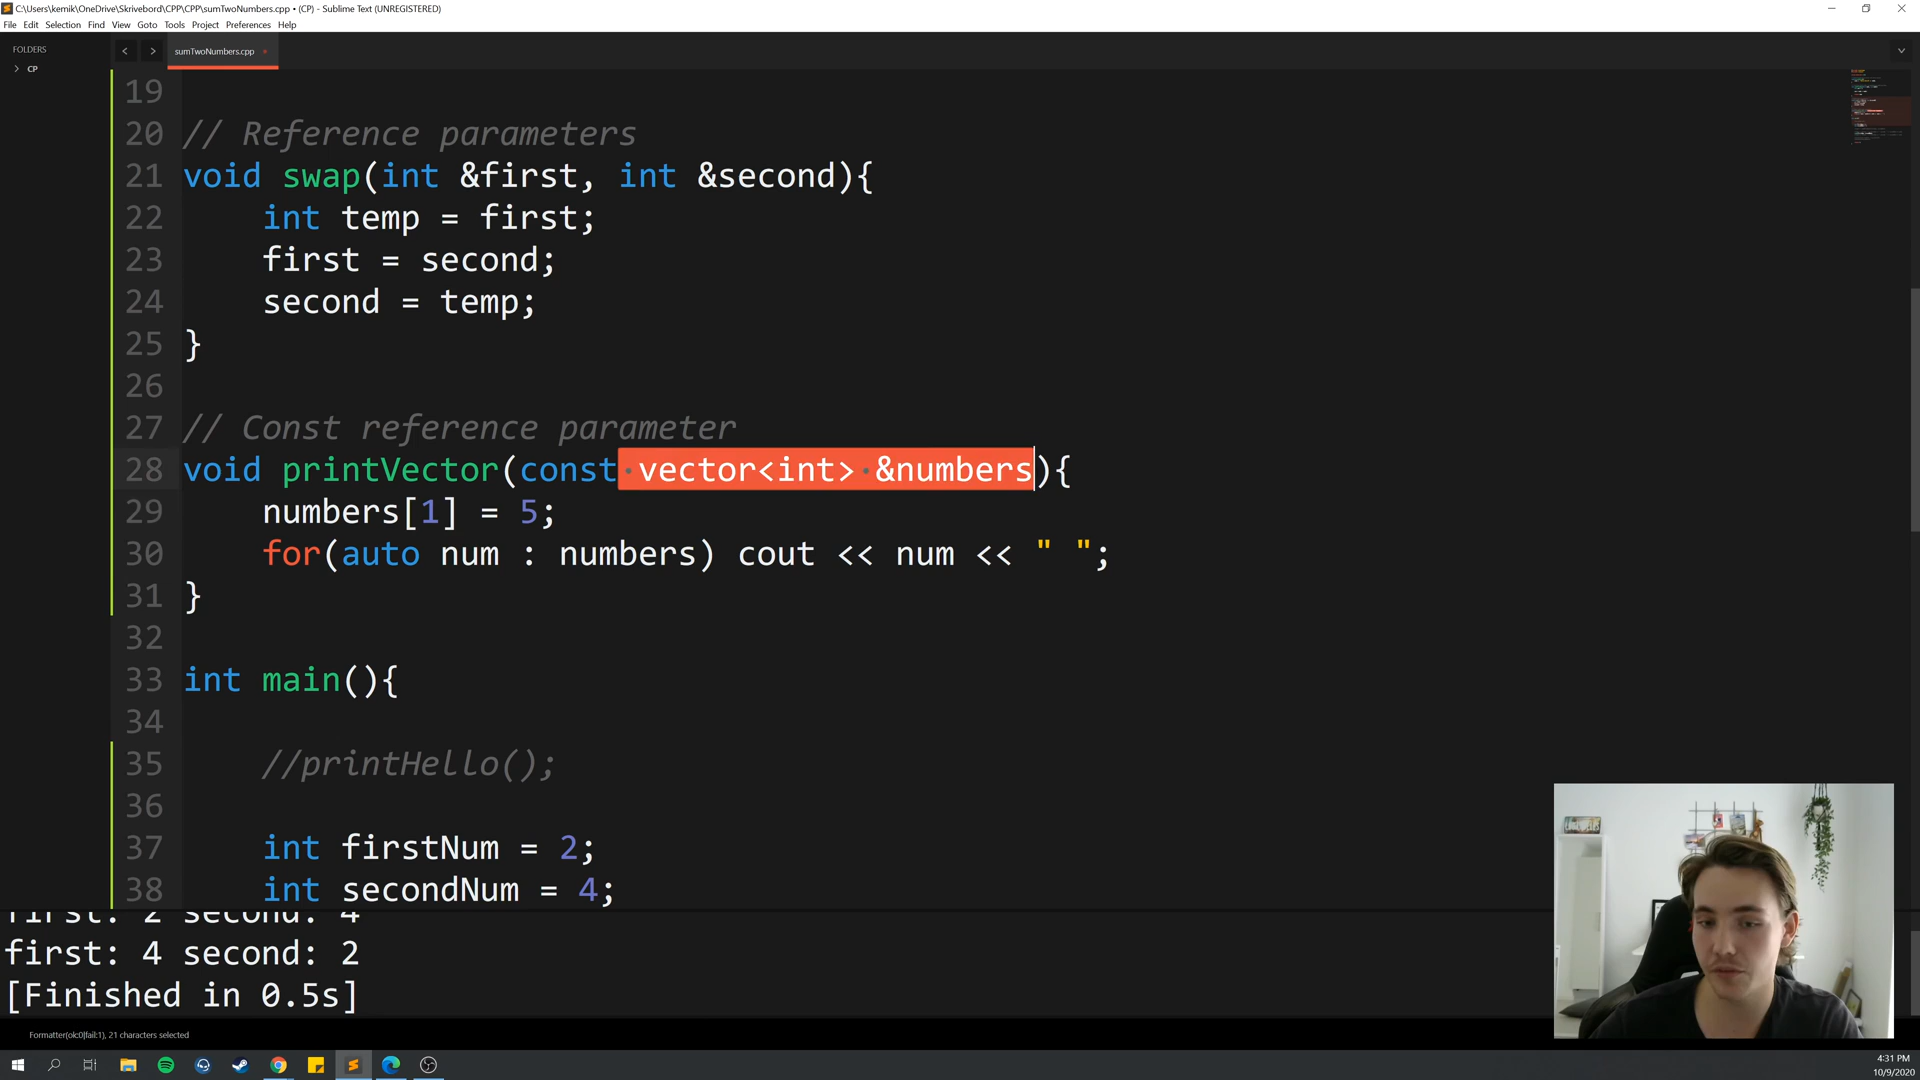 C:\Users\kemik\OneDrive\Skrivebord\CPP\CPP\sumTwoNumbers.cpp • (CP) - Sublime Text (UNREGISTERED)
File Edit Selection Find View Goto Tools Project Preferences Help
FOLDERS
CP
sumTwoNumbers.cpp
19
20 // Reference parameters
21 void swap(int &first, int &second){
22 int temp = first;
23 first = second;
24 second = temp;
25 }
26
27 // Const reference parameter
28 void printVector(const vector<int> &numbers){
29 numbers[1] = 5;
30 for(auto num : numbers) cout << num << " ";
31 }
32
33 int main(){
34
35 //printHello();
36
37 int firstNum = 2;
38 int secondNum = 4;
first: 2 second: 4
first: 4 second: 2
[Finished in 0.5s]
Formatter(ok:0|fail:1), 21 characters selected
4:31 PM
10/9/2020